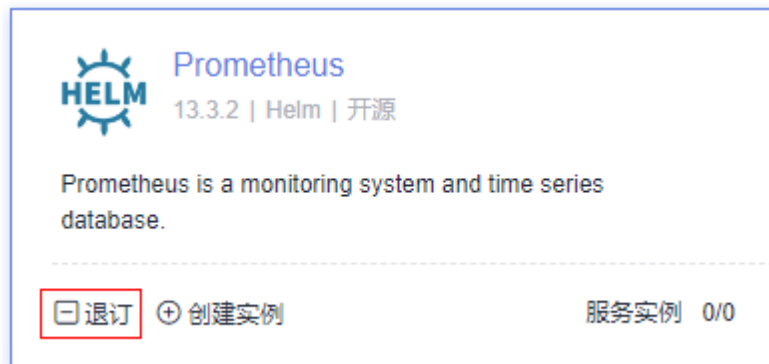 HELM
Prometheus
13.3.2 | Helm | 开源
Prometheus is a monitoring system and time series
database.
退订 创建实例 服务实例 0/0